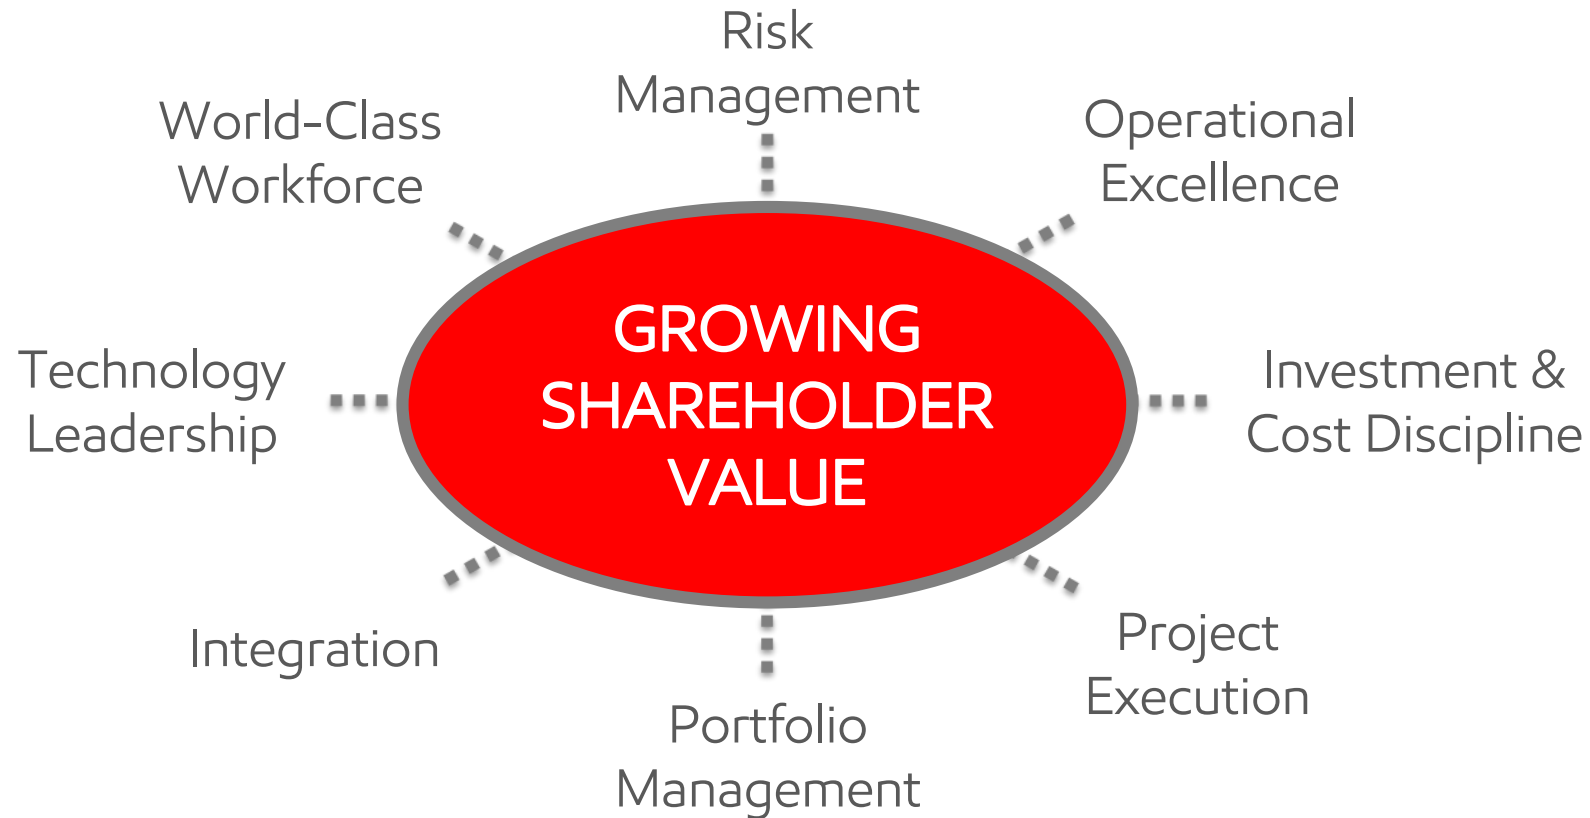 Risk
Management
World-Class
Workforce
Operational
Excellence
GROWING
SHAREHOLDER
VALUE
Technology
Leadership
Investment &
Cost Discipline
Integration
Project
Execution
Portfolio
Management